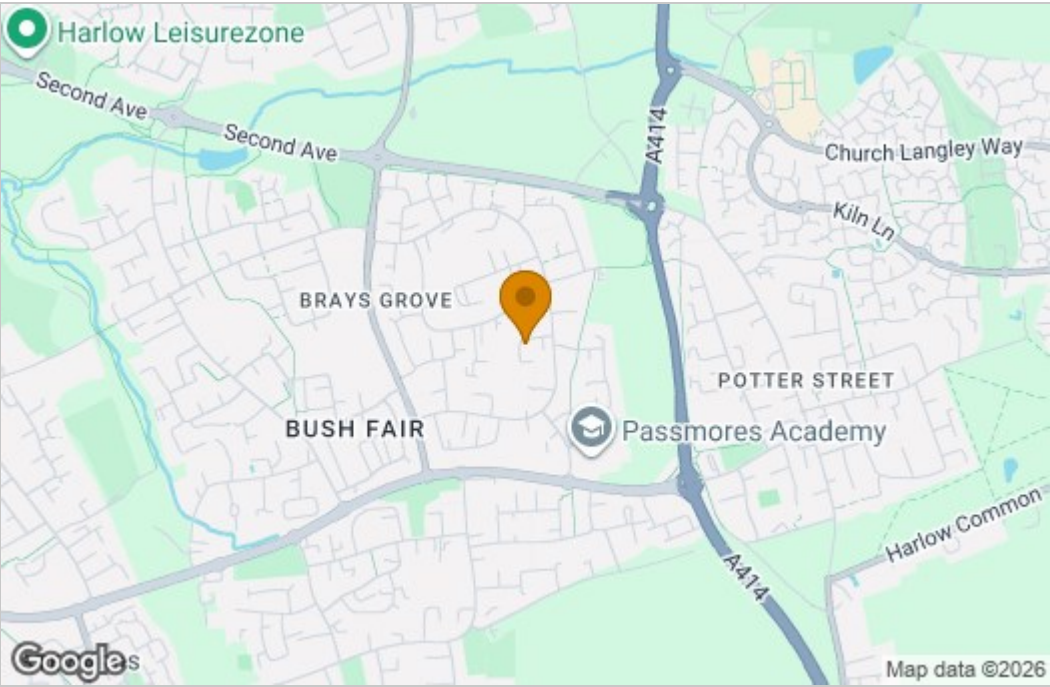 Harlow Leisurezone
Second Ave
Second Ave
A414
Church Langley Way
Kiln Ln
BRAYS GROVE
POTTER STREET
BUSH FAIR
Passmores Academy
Harlow Common
A414
Google
Map data ©2026